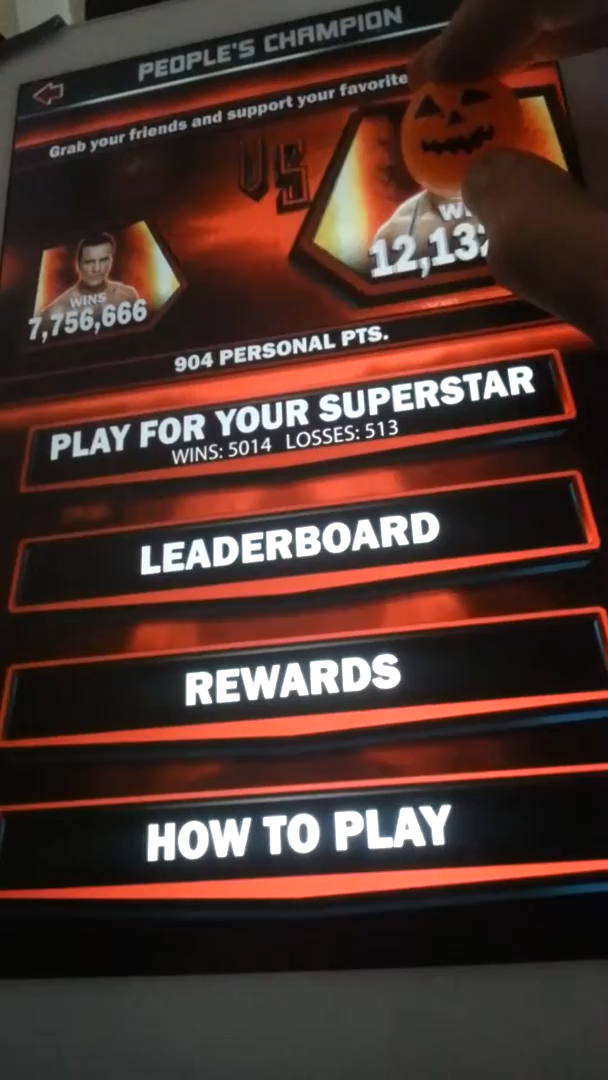 PEOPLE'S CHAMPION
Grab your friends and support your favorite
VS
WINS
7,756,666
12,132
904 PERSONAL PTS.
PLAY FOR YOUR SUPERSTAR
WINS: 5014 LOSSES: 513
LEADERBOARD
REWARDS
HOW TO PLAY